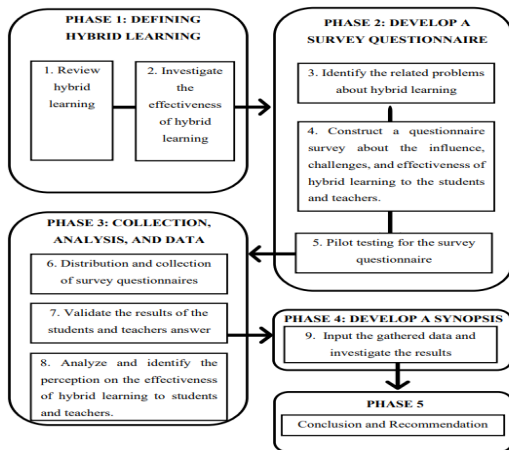 PHASE 1: DEFINING
HYBRID LEARNING
1. Review
hybrid
learning
2. Investigate
the
effectiveness
of hybrid
learning
PHASE 2: DEVELOP A
SURVEY QUESTIONNAIRE
3. Identify the related problems
about hybrid learning
4. Construct a questionnaire
survey about the influence,
challenges, and effectiveness of
hybrid learning to the students
and teachers.
5. Pilot testing for the survey
questionnaire
PHASE 3: COLLECTION,
ANALYSIS, AND DATA
6. Distribution and collection
of survey questionnaires
7. Validate the results of the
students and teachers answer
8. Analyze and identify the
perception on the effectiveness
of hybrid learning to students
and teachers.
PHASE 4: DEVELOP A SYNOPSIS
9. Input the gathered data and
investigate the results
PHASE 5
Conclusion and Recommendation